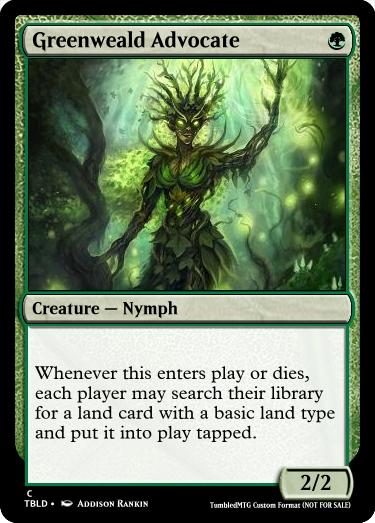 Greenweald Advocate
Creature — Nymph
Whenever this enters play or dies,
each player may search their library
for a land card with a basic land type
and put it into play tapped.
2/2
C
TBLD • Addison Rankin
TumbledMTG Custom Format (NOT FOR SALE)